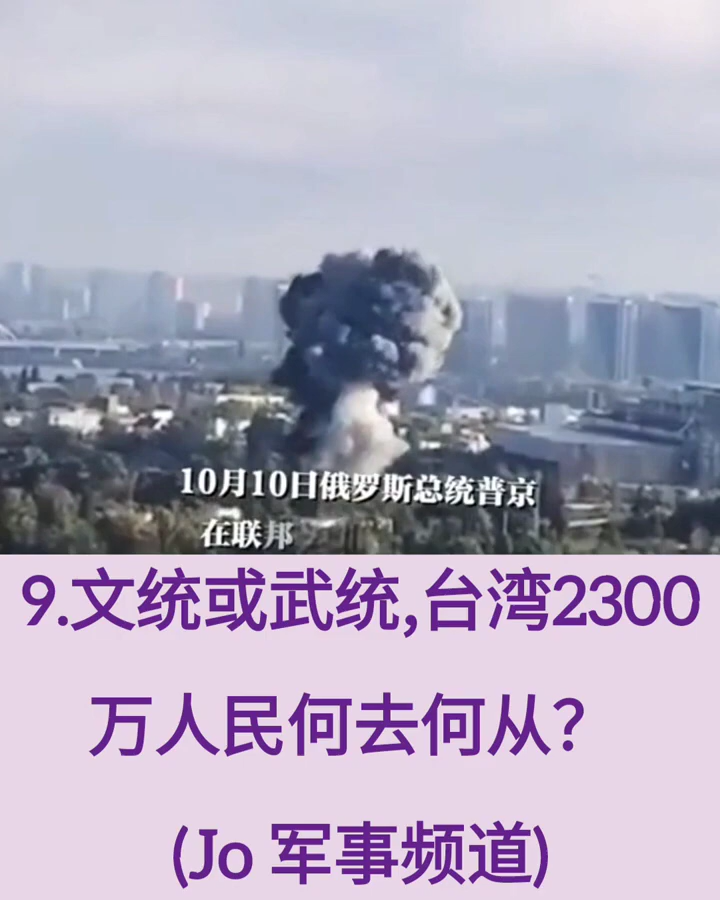 10月10日俄罗斯总统普京
在联邦
9.文统或武统,台湾2300
万人民何去何从?
(Jo 军事频道)